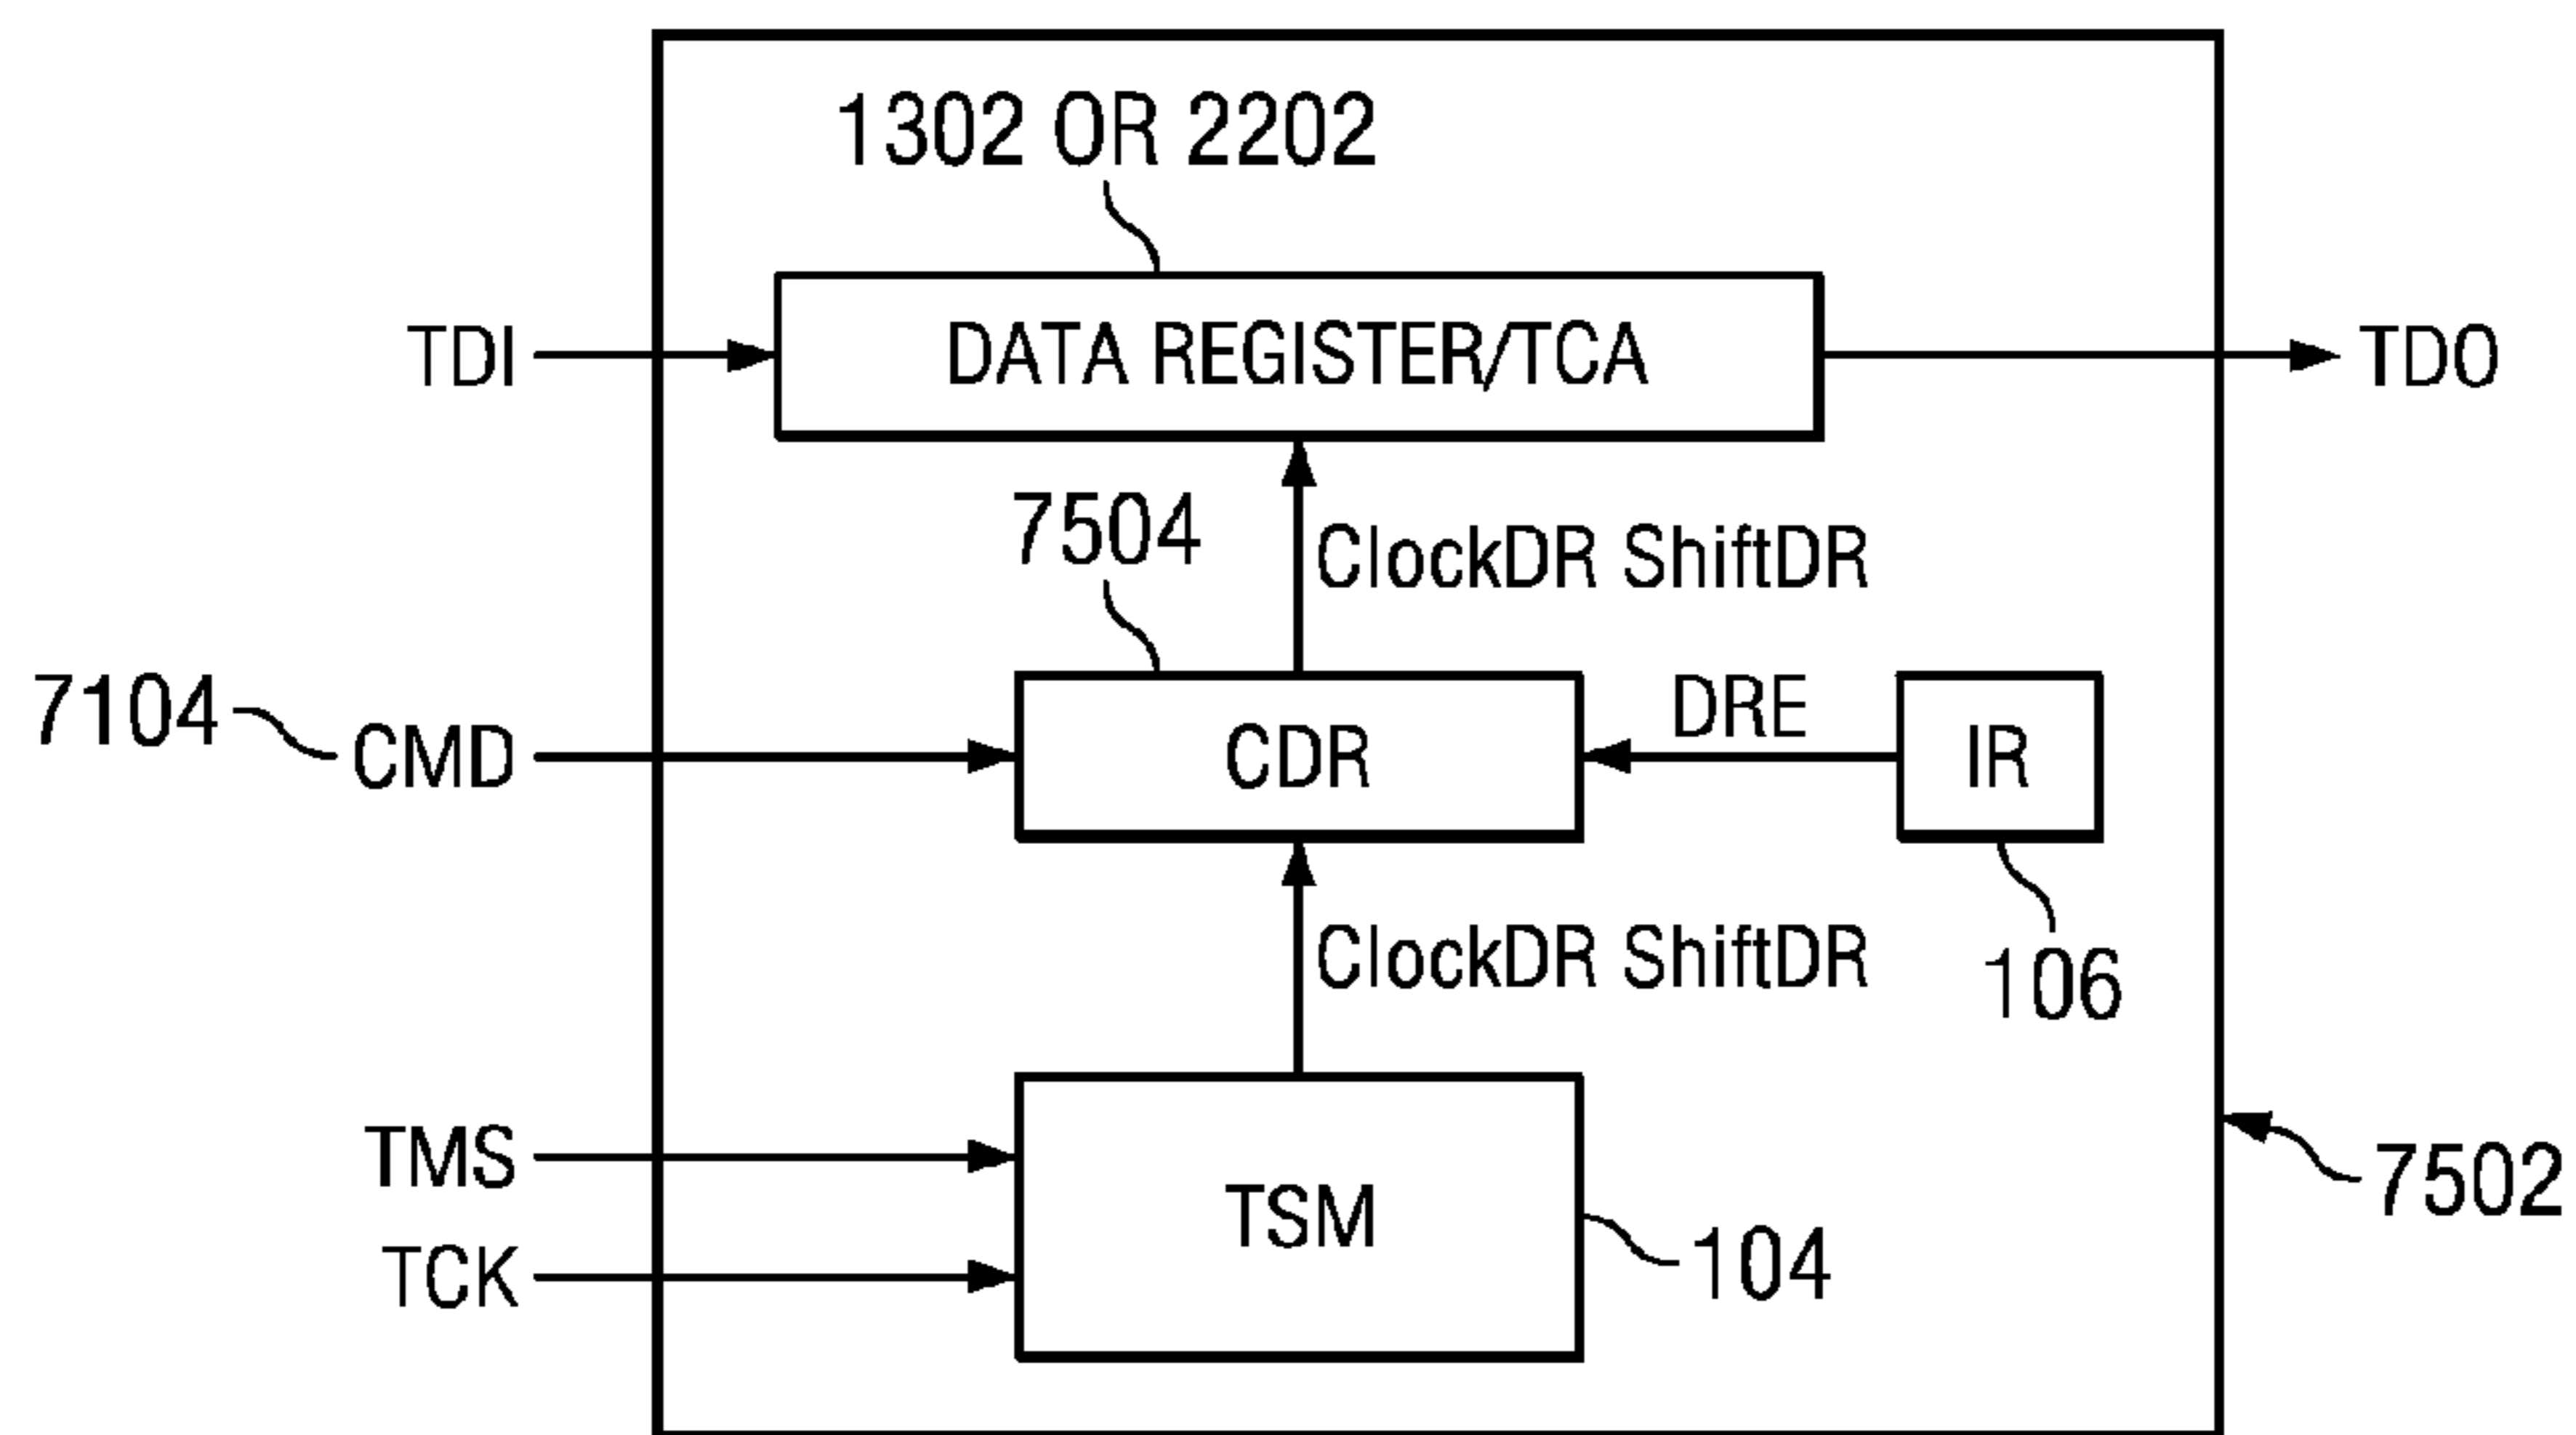 1302 OR 2202
TDI
DATA REGISTER/TCA
TDO
7504
ClockDR ShiftDR
7104
CMD
CDR
DRE
IR
ClockDR ShiftDR
106
TMS
TCK
TSM
104
7502